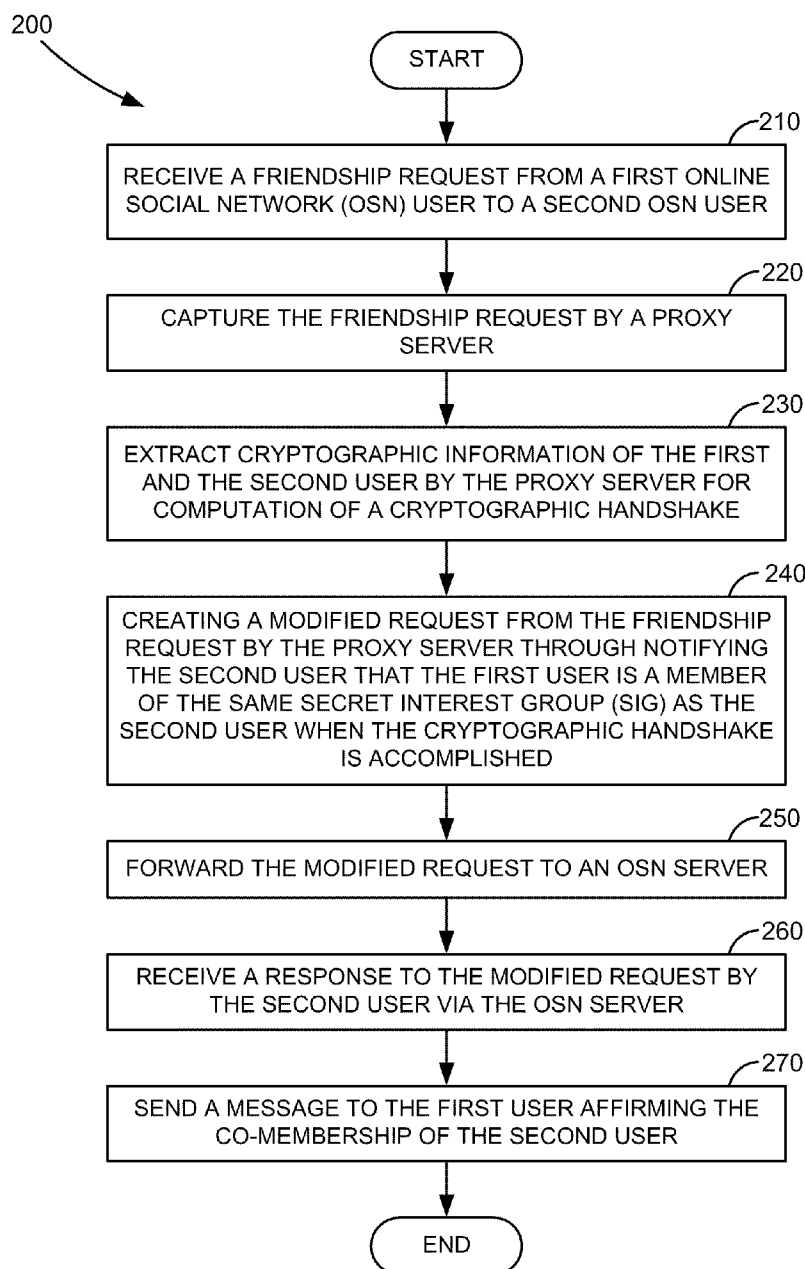 200
START
210
RECEIVE A FRIENDSHIP REQUEST FROM A FIRST ONLINE
SOCIAL NETWORK (OSN) USER TO A SECOND OSN USER
220
CAPTURE THE FRIENDSHIP REQUEST BY A PROXY
SERVER
230
EXTRACT CRYPTOGRAPHIC INFORMATION OF THE FIRST
AND THE SECOND USER BY THE PROXY SERVER FOR
COMPUTATION OF A CRYPTOGRAPHIC HANDSHAKE
240
CREATING A MODIFIED REQUEST FROM THE FRIENDSHIP
REQUEST BY THE PROXY SERVER THROUGH NOTIFYING
THE SECOND USER THAT THE FIRST USER IS A MEMBER
OF THE SAME SECRET INTEREST GROUP (SIG) AS THE
SECOND USER WHEN THE CRYPTOGRAPHIC HANDSHAKE
IS ACCOMPLISHED
250
FORWARD THE MODIFIED REQUEST TO AN OSN SERVER
260
RECEIVE A RESPONSE TO THE MODIFIED REQUEST BY
THE SECOND USER VIA THE OSN SERVER
270
SEND A MESSAGE TO THE FIRST USER AFFIRMING THE
CO-MEMBERSHIP OF THE SECOND USER
END